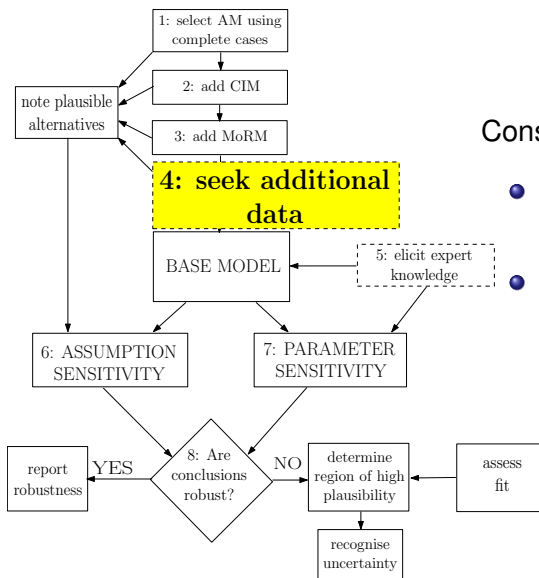 1: select AM using
complete cases
2: add CIM
note plausible
alternatives
3: add MoRM
Cons
4: seek additional
data
BASE MODEL
5: elicit expert
knowledge
6: ASSUMPTION
SENSITIVITY
7: PARAMETER
SENSITIVITY
8: Are
conclusions
robust?
YES
NO
report
robustness
determine
region of high
plausibility
assess
fit
recognise
uncertainty